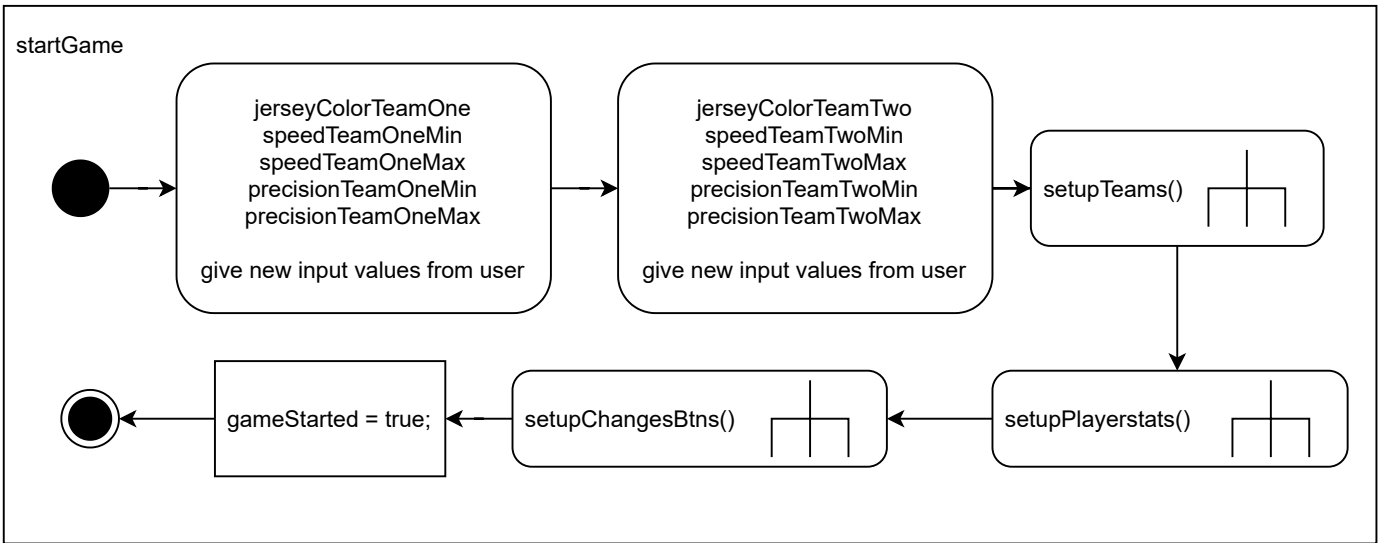 startGame
jerseyColorTeamOne
speedTeamOneMin
speedTeamOneMax
precisionTeamOneMin
precisionTeamOneMax
give new input values from user
jerseyColorTeamTwo
speedTeamTwoMin
speedTeamTwoMax
precisionTeamTwoMin
precisionTeamTwoMax
give new input values from user
setupTeams()
setupPlayerstats()
setupChangesBtns()
gameStarted = true;